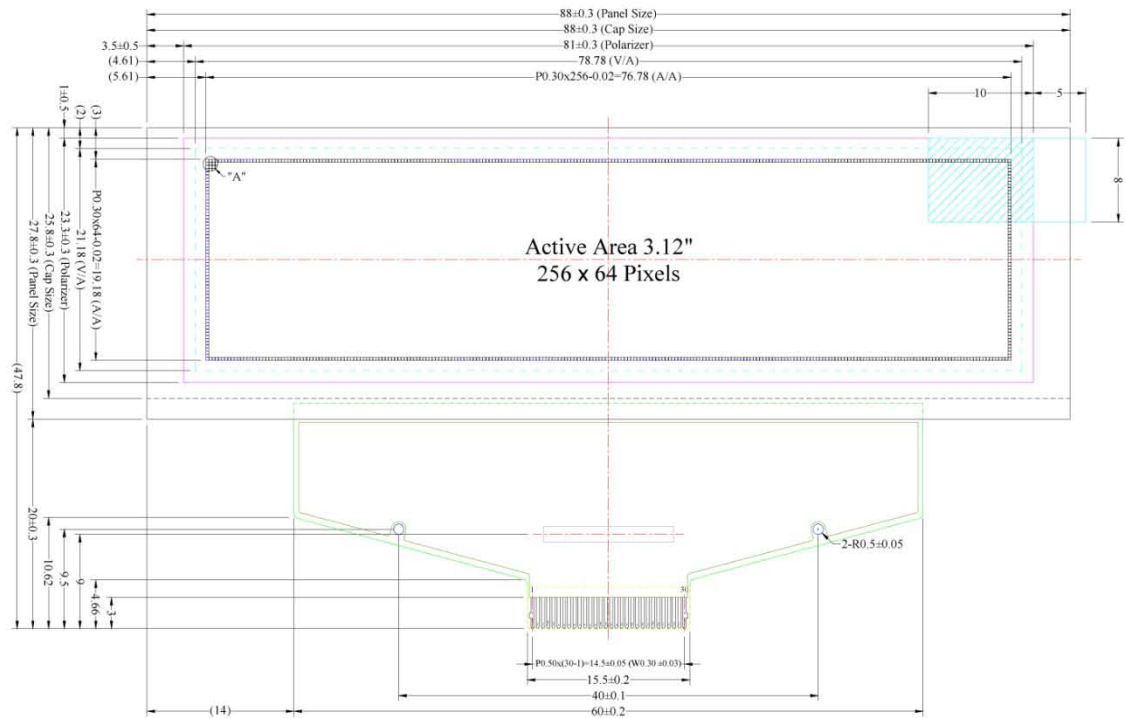 88±0.3 (Panel Size)
88±0.3 (Cap Size)
3.5±0.5
81±0.3 (Polarizer)
(4.61)
78.78 (V/A)
(5.61)
P0.30x256-0.02=76.78 (A/A)
10
5
1±0.5
(2)
(3)
"A"
8
P0.30x64-0.02=19.18 (A/A)
21.18 (V/A)
23.3±0.3 (Polarizer)
25.8±0.3 (Cap Size)
27.8±0.3 (Panel Size)
(47.8)
Active Area 3.12"
256 x 64 Pixels
20±0.3
10.62
9.5
9
4.66
3
2-R0.5±0.05
1
30
P0.50x(30-1)=14.5±0.05 (W0.30 ±0.03)
15.5±0.2
40±0.1
(14)
60±0.2